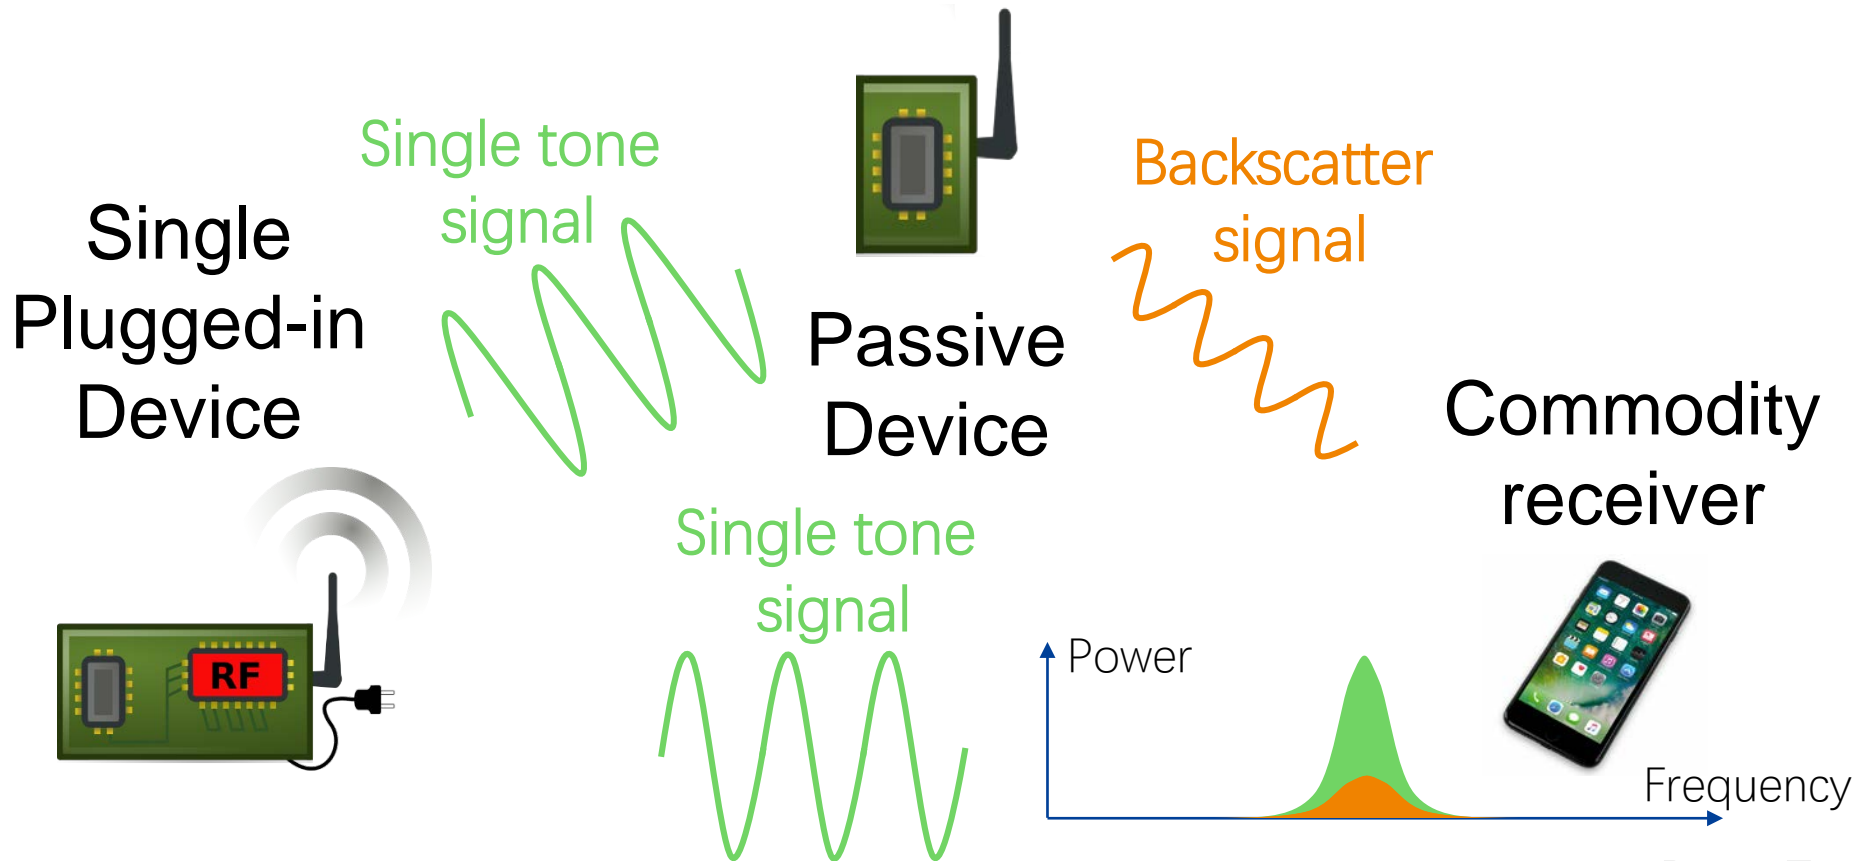 Single
Plugged-in
Device
Single tone
signal
Passive
Device
Backscatter
signal
Commodity
receiver
RF
Single tone
signal
Power
Frequency